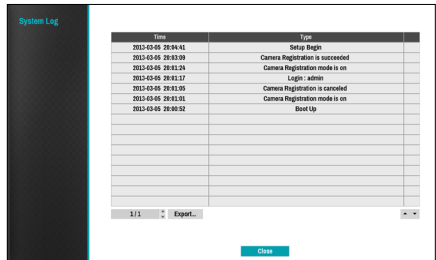 System Log
Time Type
2013-03-05 20:04:41 Setup Begin
2013-03-05 20:03:09 Camera Registration is succeeded
2013-03-05 20:01:24 Camera Registration mode is on
2013-03-05 20:01:17 Login : admin
2013-03-05 20:01:05 Camera Registration is canceled
2013-03-05 20:01:01 Camera Registration mode is on
2013-03-05 20:00:52 Boot Up
1 / 1 Export...
Close